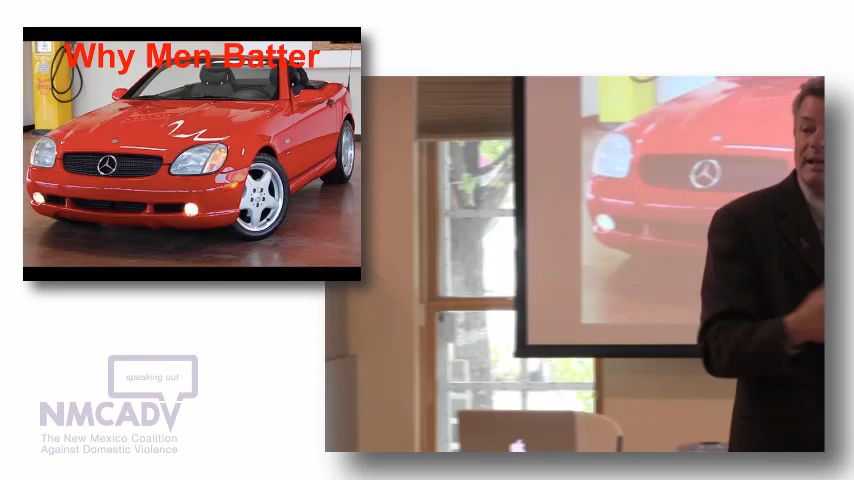 Why Men Batter
speaking out
NMCADV
The New Mexico Coalition
Against Domestic Violence